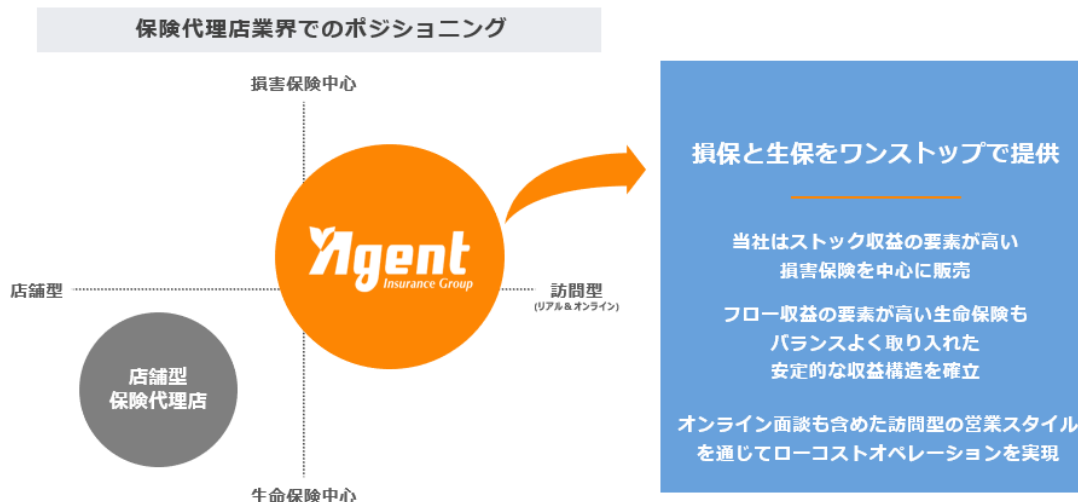 保険代理店業界でのポジショニング
損害保険中心
Agent
Insurance Group
店舗型
訪問型
(リアル&オンライン)
店舗型
保険代理店
生命保険中心
損保と生保をワンストップで提供
当社はストック収益の要素が高い
損害保険を中心に販売
フロー収益の要素が高い生命保険も
バランスよく取り入れた
安定的な収益構造を確立
オンライン面談も含めた訪問型の営業スタイル
を通じてローコストオペレーションを実現